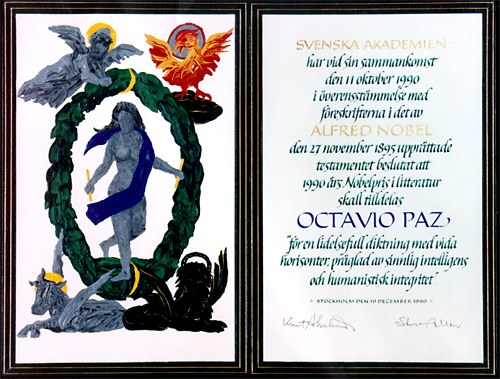 SVENSKA AKADEMIEN
har vid sin sammankomst
den 11 oktober 1990
i överensstämmelse med
föreskrifterna i det av
ALFRED NOBEL
den 27 november 1895 upprättade
testamentet beslutat att
1990 års Nobelpris i litteratur
skall tilldelas
OCTAVIO PAZ
"för en lidelsefull diktning med vida
horisonter, präglad av sinnlig intelligens
och humanistisk integritet"
STOCKHOLM DEN 10 DECEMBER 1990